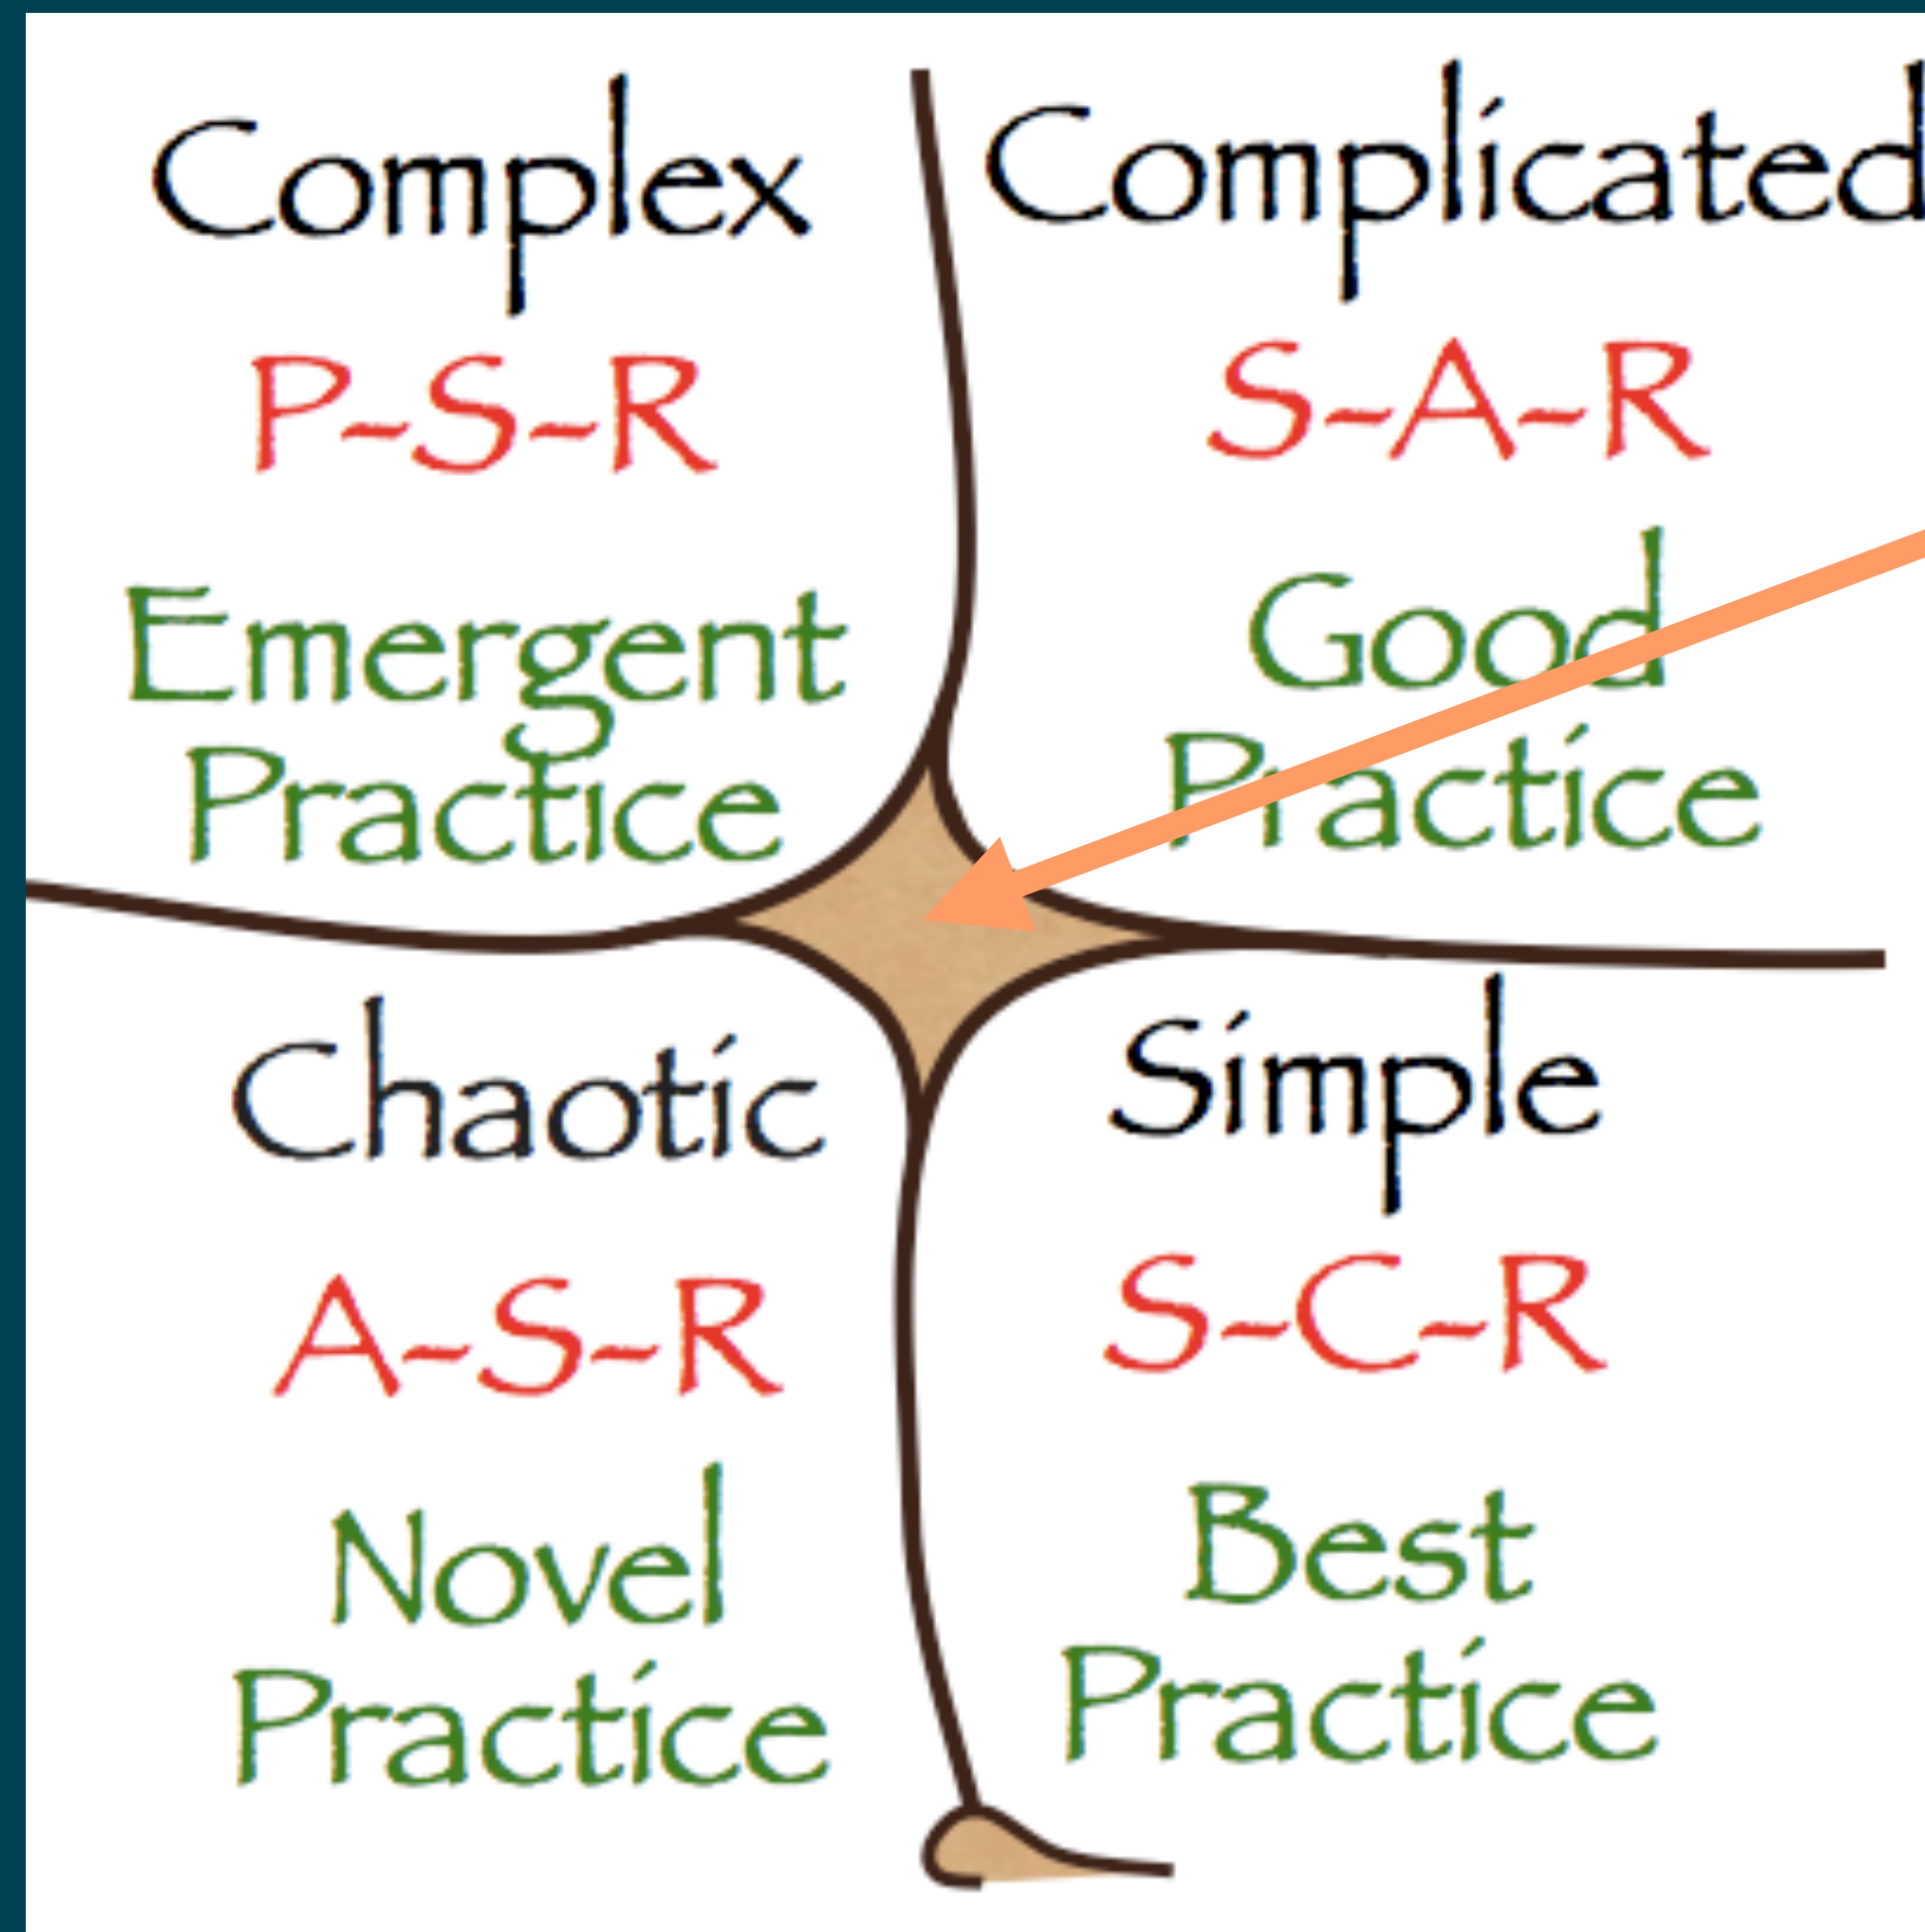 Complex
P-S-R
Emergent
Practice
Complicated
S-A-R
Good
Practice
Chaotic
A-S-R
Novel
Practice
Simple
S-C-R
Best
Practice